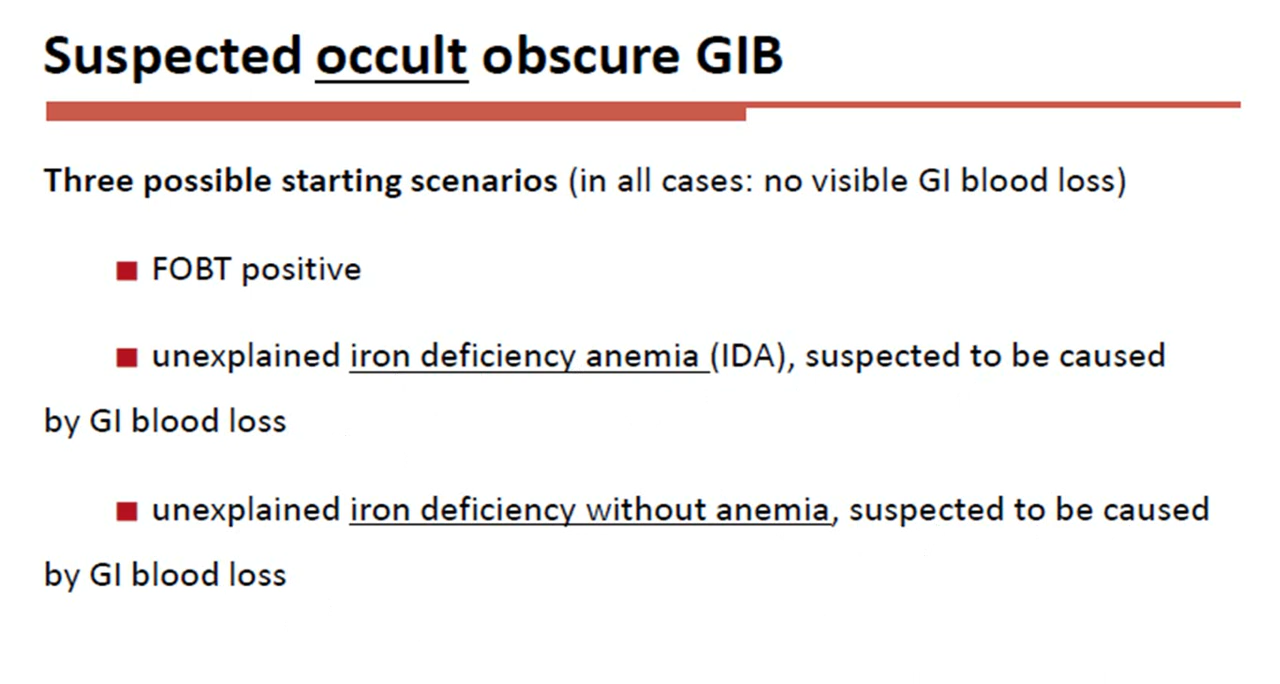 Suspected occult obscure GIB
Three possible starting scenarios (in all cases: no visible GI blood loss)
■ FOBT positive
■ unexplained iron deficiency anemia (IDA), suspected to be caused
by GI blood loss
■ unexplained iron deficiency without anemia, suspected to be caused
by GI blood loss